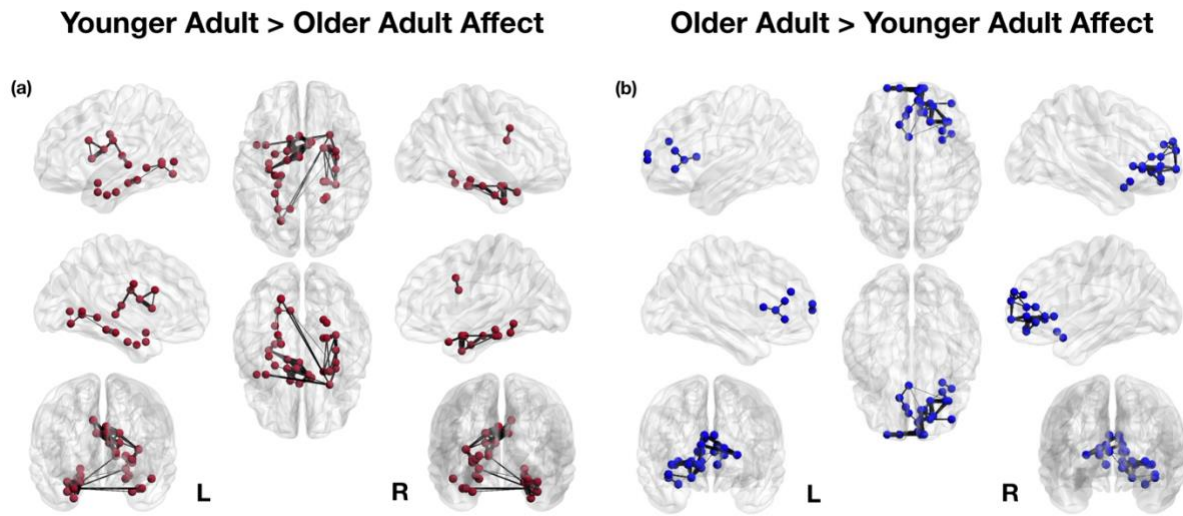 Younger Adult > Older Adult Affect
Older Adult > Younger Adult Affect
(a)
(b)
L
R
L
R